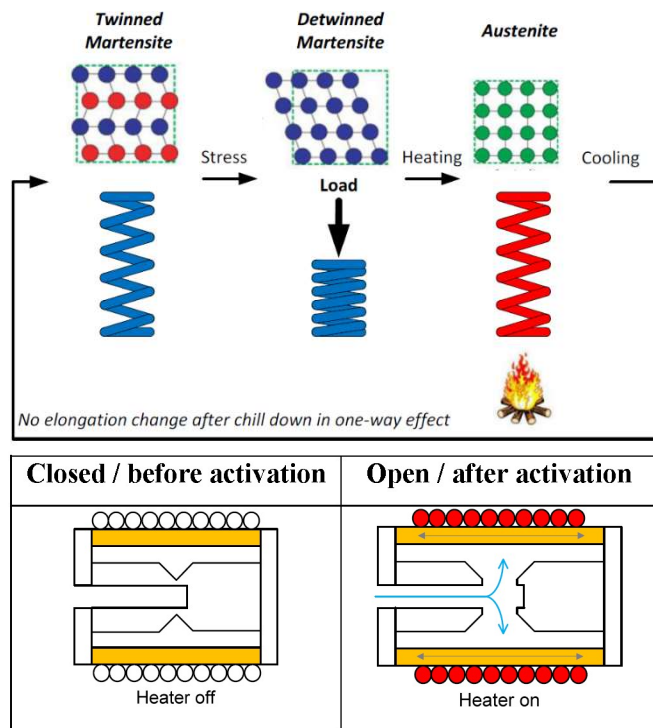 Twinned
Martensite
Detwinned
Martensite
Austenite
Stress
Heating
Cooling
Load
No elongation change after chill down in one-way effect
Closed / before activation
Open / after activation
Heater off
Heater on